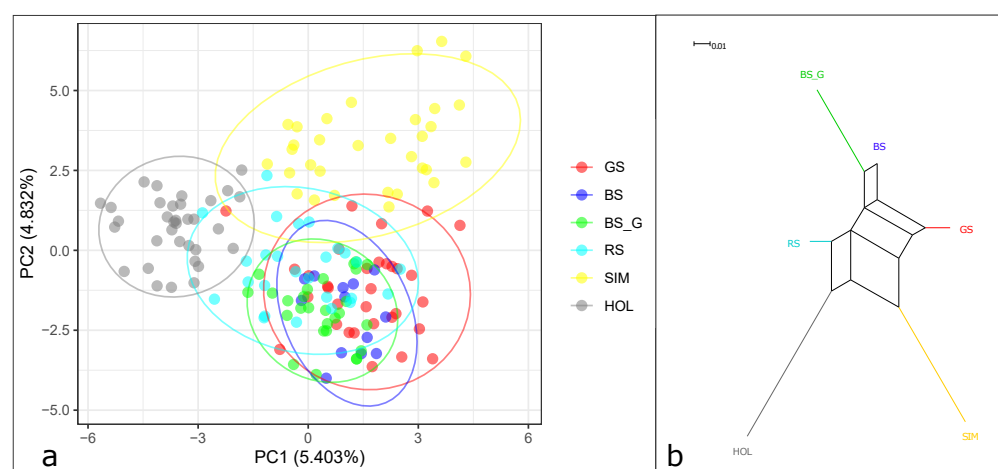 5.0
2.5
0.0
−2.5
−5.0
PC2 (4.832%)
−6
−3
0
3
6
PC1 (5.403%)
a
GS
BS
BS_G
RS
SIM
HOL
0.01
BS_G
BS
GS
RS
HOL
SIM
b